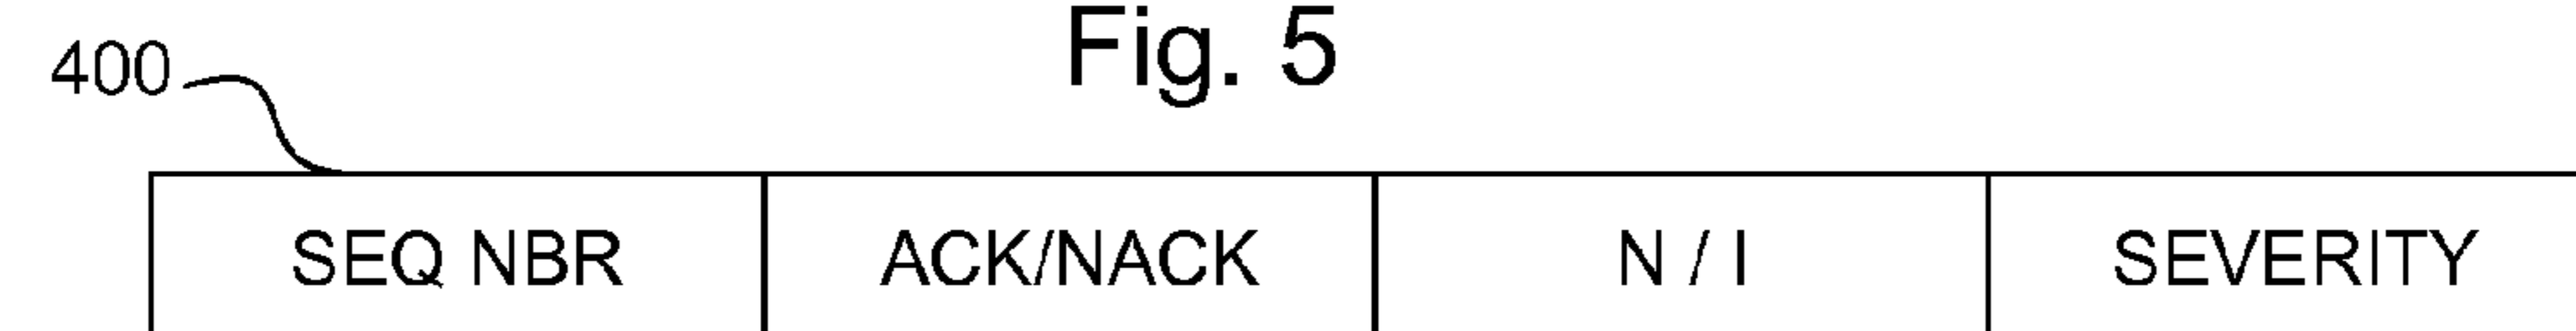 Fig. 5
400
SEQ NBR ACK/NACK N / I SEVERITY